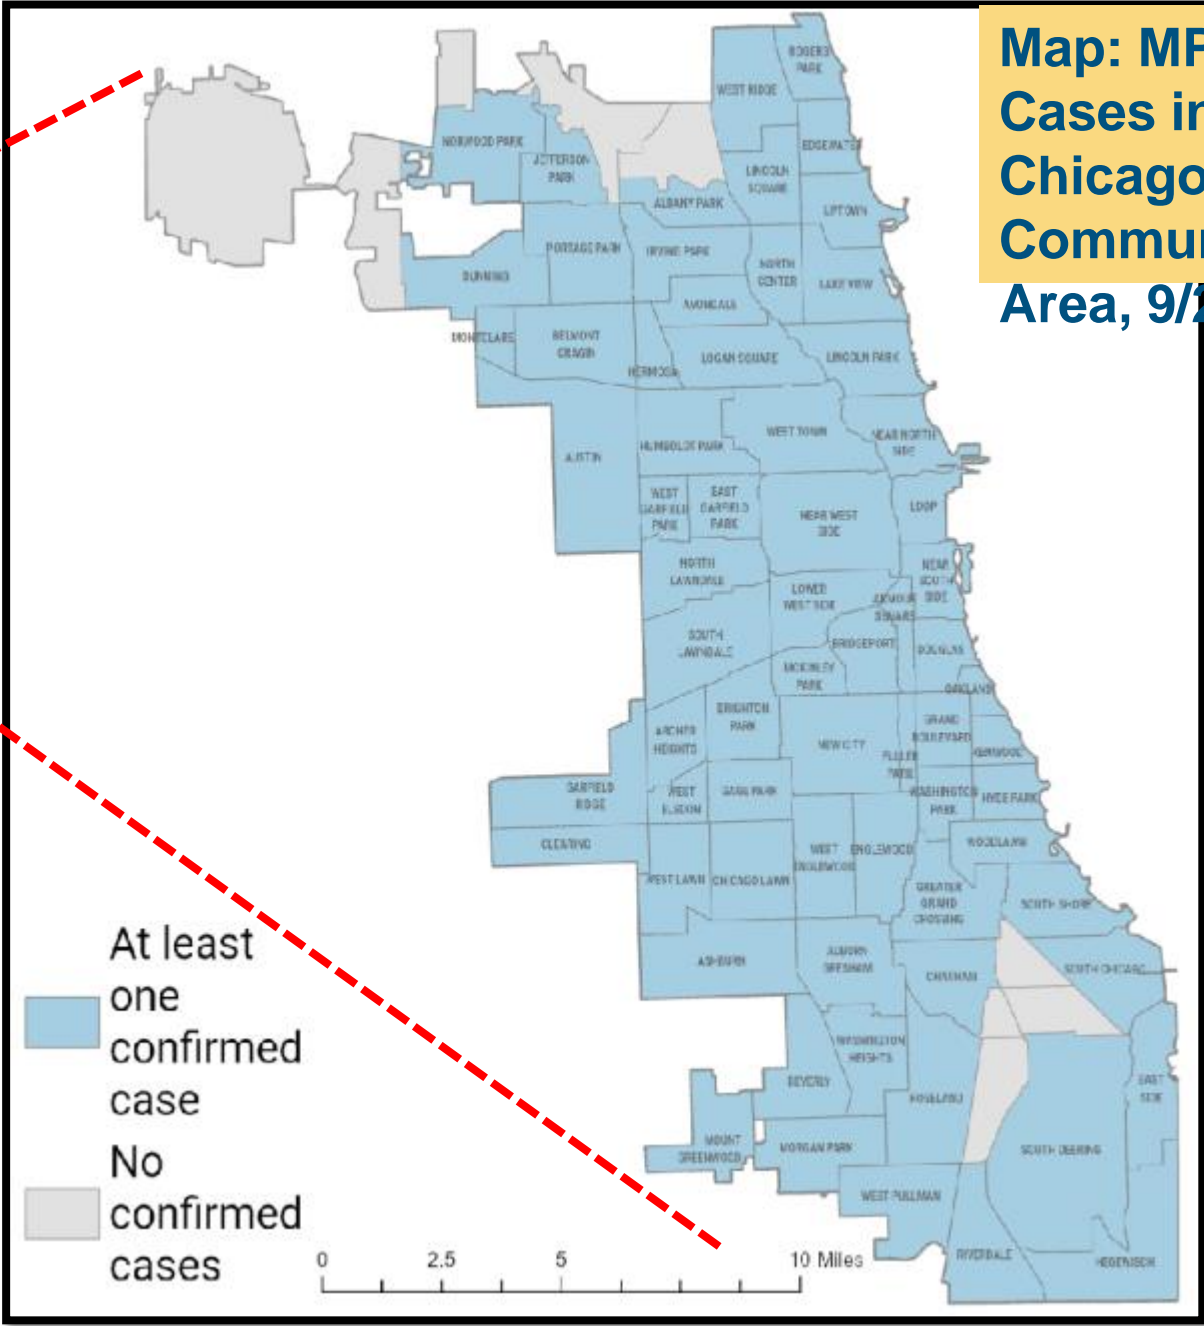 Map: MP
Cases in
Chicago
Commun
Area, 9/2
ROGERS
PARK
WEST RIDGE
NORWOOD PARK
EDGEWATER
JEFFERSON
PARK
LINCOLN
SQUARE
ALBANY PARK
UPTOWN
PORTAGE PARK
IRVING PARK
DUNNING
NORTH
CENTER
LAKE VIEW
AVONDALE
MONTCLARE
BELMONT
CRAGIN
LOGAN SQUARE
LINCOLN PARK
HERMOSA
WEST TOWN
NEAR NORTH
SIDE
HUMBOLDT PARK
AUSTIN
WEST
GARFIELD
PARK
EAST
GARFIELD
PARK
LOOP
NEAR WEST
SIDE
NORTH
LAWNDALE
NEAR
SOUTH
SIDE
LOWER
WEST SIDE
ARMOUR
SQUARE
SOUTH
LAWNDALE
BRIDGEPORT
DOUGLAS
MCKINLEY
PARK
OAKLAND
BRIGHTON
PARK
GRAND
BOULEVARD
ARCHER
HEIGHTS
NEW CITY
KENWOOD
FULLER
PARK
GARFIELD
RIDGE
WEST
ELSDON
GAGE PARK
WASHINGTON
PARK
HYDE PARK
CLEARING
WEST
ENGLEWOOD
ENGLEWOOD
WOODLAWN
WEST LAWN
CHICAGO LAWN
GREATER
GRAND
CROSSING
SOUTH SHORE
ASHBURN
AUBURN
GRESHAM
CHATHAM
SOUTH CHICAGO
WASHINGTON
HEIGHTS
BEVERLY
ROSELAND
EAST
SIDE
MOUNT
GREENWOOD
MORGAN PARK
SOUTH DEERING
WEST PULLMAN
RIVERDALE
HEGEWISCH
At least
one
confirmed
case
No
confirmed
cases
0 2.5 5 10 Miles